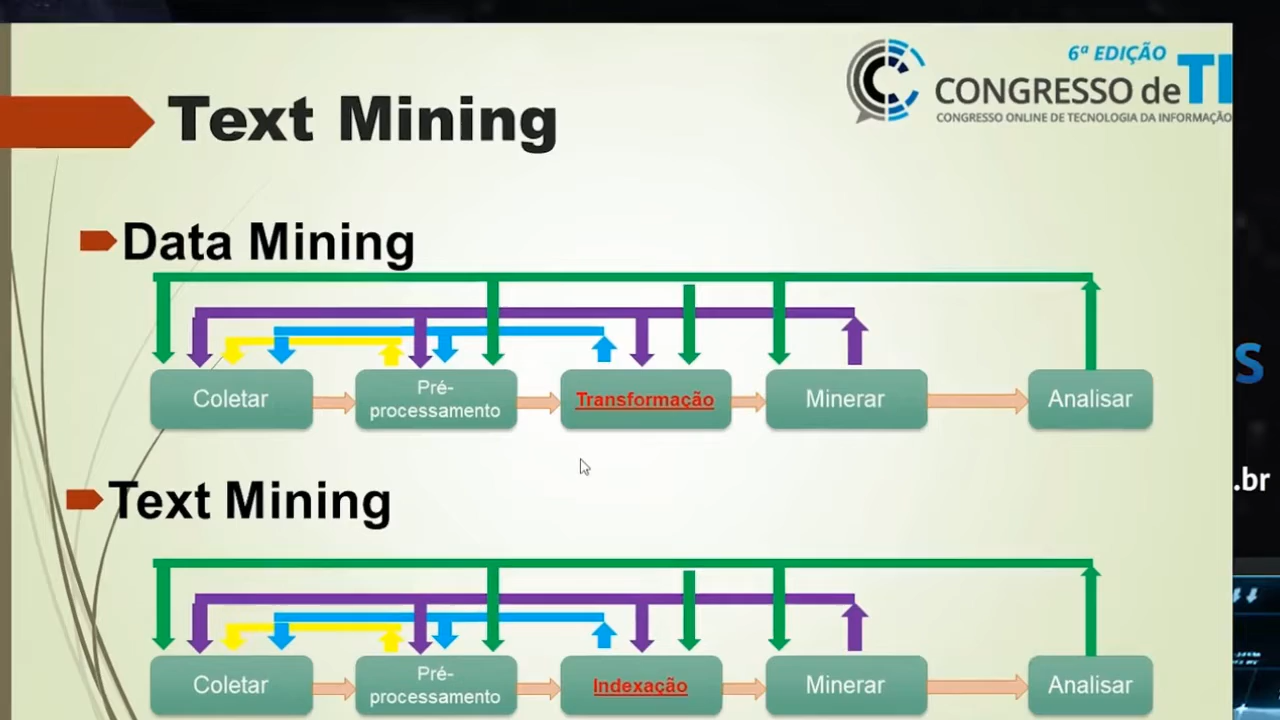 6ª EDIÇÃO
CONGRESSO de TI
CONGRESSO ONLINE DE TECNOLOGIA DA INFORMAÇÃO
Text Mining
Data Mining
Coletar
Pré-
processamento
Transformação
Minerar
Analisar
S
.br
Text Mining
Coletar
Pré-
processamento
Indexação
Minerar
Analisar